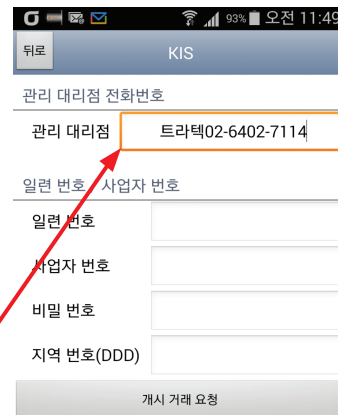 93% 오전 11:49
뒤로 KIS
관리 대리점 전화번호
관리 대리점 트라텍02-6402-7114
일련 번호 / 사업자 번호
일련 번호
사업자 번호
비밀 번호
지역 번호(DDD)
개시 거래 요청